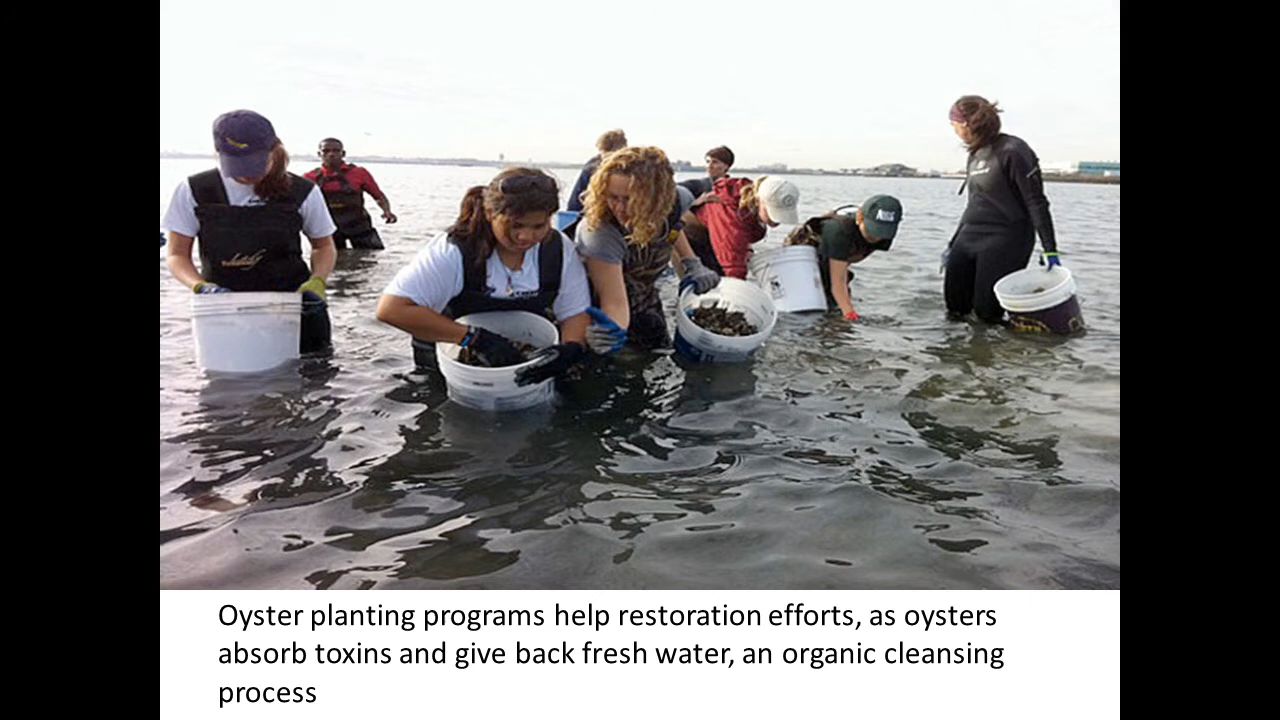 Oyster planting programs help restoration efforts, as oysters
absorb toxins and give back fresh water, an organic cleansing
process